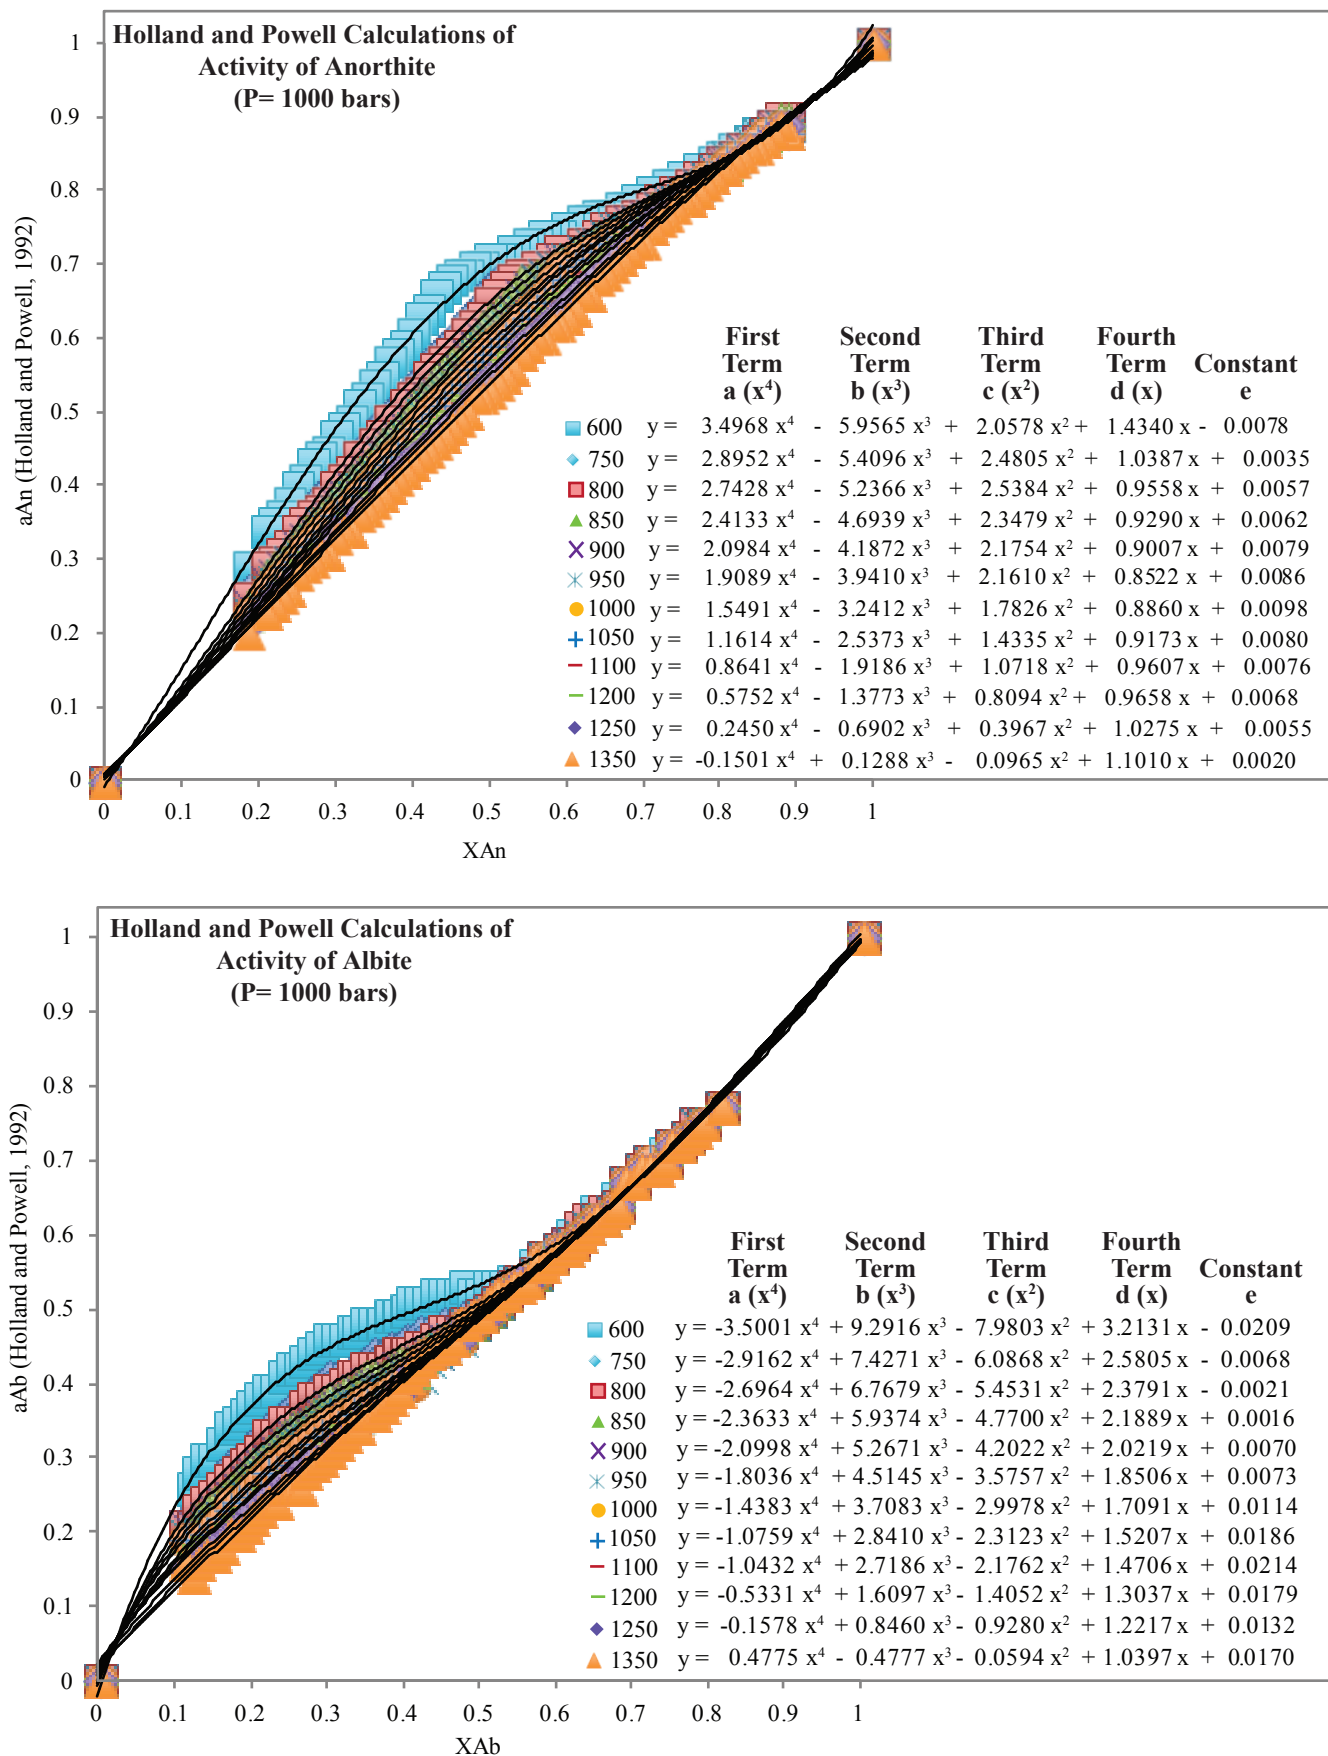 Holland and Powell Calculations of
Activity of Anorthite
(P= 1000 bars)
aAn (Holland and Powell, 1992)
1
0.9
0.8
0.7
0.6
0.5
0.4
0.3
0.2
0.1
0
0 0.1 0.2 0.3 0.4 0.5 0.6 0.7 0.8 0.9 1
XAn
First Second Third Fourth
Term Term Term Term Constant
a (x⁴) b (x³) c (x²) d (x) e
600 y = 3.4968 x⁴ - 5.9565 x³ + 2.0578 x² + 1.4340 x - 0.0078
750 y = 2.8952 x⁴ - 5.4096 x³ + 2.4805 x² + 1.0387 x + 0.0035
800 y = 2.7428 x⁴ - 5.2366 x³ + 2.5384 x² + 0.9558 x + 0.0057
850 y = 2.4133 x⁴ - 4.6939 x³ + 2.3479 x² + 0.9290 x + 0.0062
900 y = 2.0984 x⁴ - 4.1872 x³ + 2.1754 x² + 0.9007 x + 0.0079
950 y = 1.9089 x⁴ - 3.9410 x³ + 2.1610 x² + 0.8522 x + 0.0086
1000 y = 1.5491 x⁴ - 3.2412 x³ + 1.7826 x² + 0.8860 x + 0.0098
1050 y = 1.1614 x⁴ - 2.5373 x³ + 1.4335 x² + 0.9173 x + 0.0080
1100 y = 0.8641 x⁴ - 1.9186 x³ + 1.0718 x² + 0.9607 x + 0.0076
1200 y = 0.5752 x⁴ - 1.3773 x³ + 0.8094 x² + 0.9658 x + 0.0068
1250 y = 0.2450 x⁴ - 0.6902 x³ + 0.3967 x² + 1.0275 x + 0.0055
1350 y = -0.1501 x⁴ + 0.1288 x³ - 0.0965 x² + 1.1010 x + 0.0020
Holland and Powell Calculations of
Activity of Albite
(P= 1000 bars)
aAb (Holland and Powell, 1992)
1
0.9
0.8
0.7
0.6
0.5
0.4
0.3
0.2
0.1
0
0 0.1 0.2 0.3 0.4 0.5 0.6 0.7 0.8 0.9 1
XAb
First Second Third Fourth
Term Term Term Term Constant
a (x⁴) b (x³) c (x²) d (x) e
600 y = -3.5001 x⁴ + 9.2916 x³ - 7.9803 x² + 3.2131 x - 0.0209
750 y = -2.9162 x⁴ + 7.4271 x³ - 6.0868 x² + 2.5805 x - 0.0068
800 y = -2.6964 x⁴ + 6.7679 x³ - 5.4531 x² + 2.3791 x - 0.0021
850 y = -2.3633 x⁴ + 5.9374 x³ - 4.7700 x² + 2.1889 x + 0.0016
900 y = -2.0998 x⁴ + 5.2671 x³ - 4.2022 x² + 2.0219 x + 0.0070
950 y = -1.8036 x⁴ + 4.5145 x³ - 3.5757 x² + 1.8506 x + 0.0073
1000 y = -1.4383 x⁴ + 3.7083 x³ - 2.9978 x² + 1.7091 x + 0.0114
1050 y = -1.0759 x⁴ + 2.8410 x³ - 2.3123 x² + 1.5207 x + 0.0186
1100 y = -1.0432 x⁴ + 2.7186 x³ - 2.1762 x² + 1.4706 x + 0.0214
1200 y = -0.5331 x⁴ + 1.6097 x³ - 1.4052 x² + 1.3037 x + 0.0179
1250 y = -0.1578 x⁴ + 0.8460 x³ - 0.9280 x² + 1.2217 x + 0.0132
1350 y = 0.4775 x⁴ - 0.4777 x³ - 0.0594 x² + 1.0397 x + 0.0170